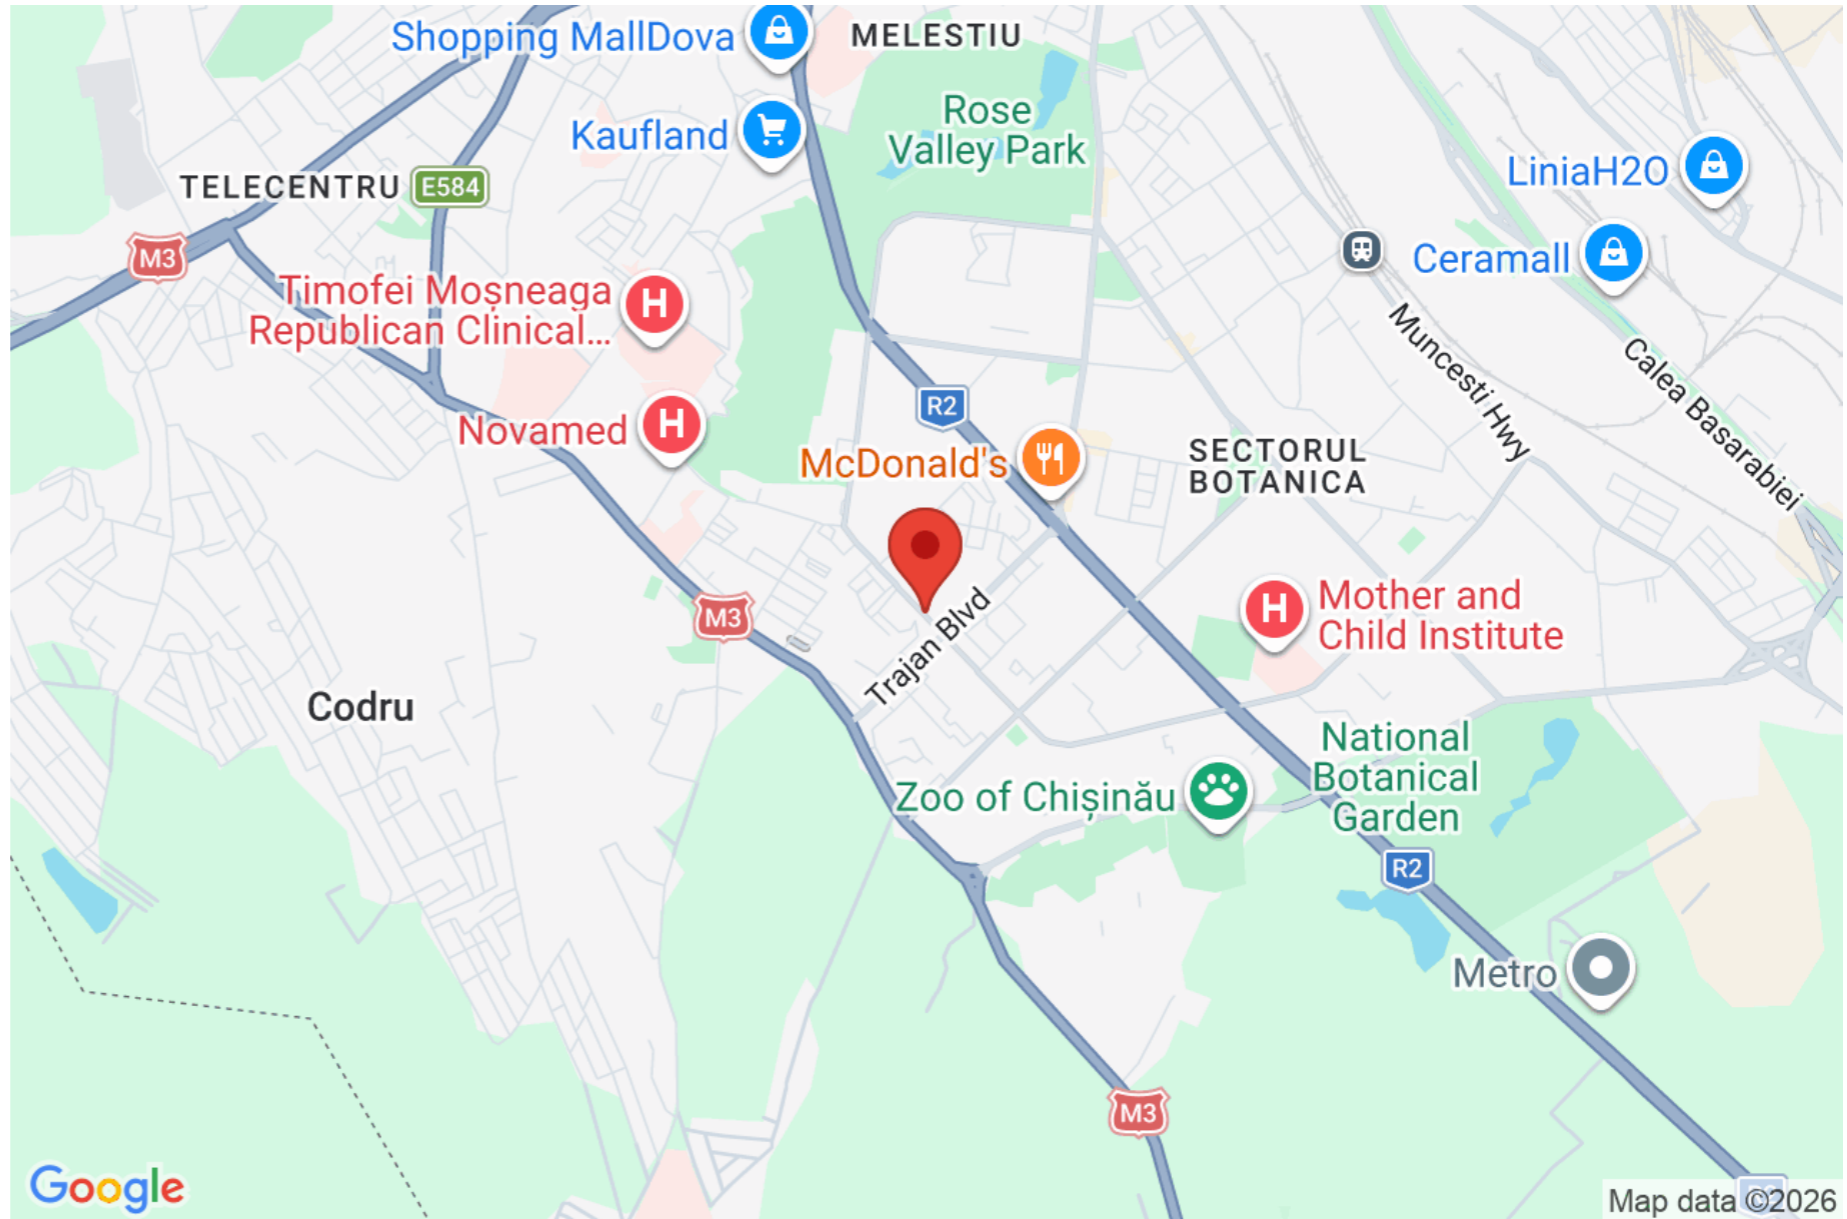 Shopping MallDova
MELESTIU
Kaufland
Rose
Valley Park
TELECENTRU
E584
LiniaH2O
M3
Ceramall
Timofei Moșneaga
Republican Clinical...
Muncesti Hwy
Calea Basarabiei
R2
Novamed
McDonald's
SECTORUL
BOTANICA
M3
Trajan Blvd
Mother and
Child Institute
Codru
National
Botanical
Garden
Zoo of Chișinău
R2
Metro
M3
Google
Map data ©2026